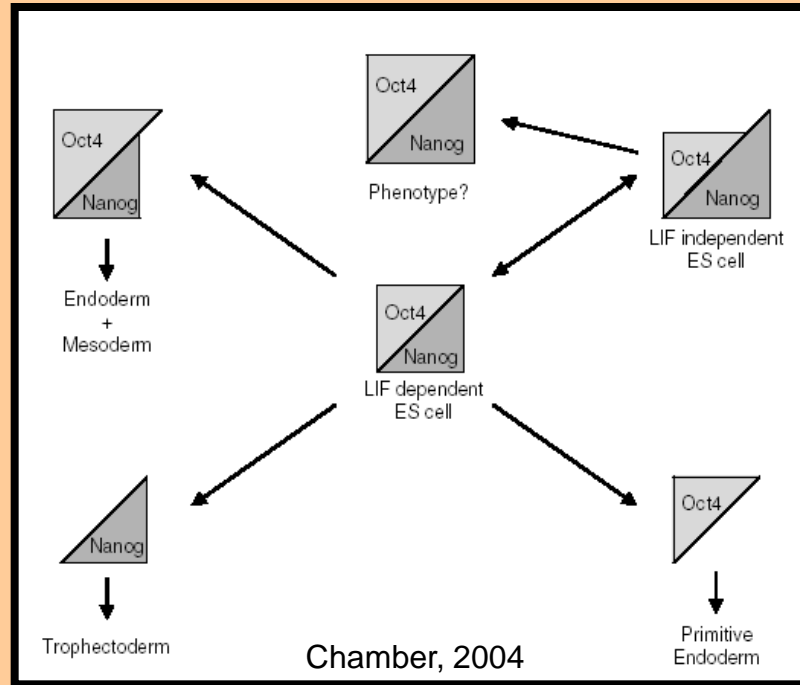 Oct4
Nanog
Phenotype?
Oct4
Nanog
Endoderm
+
Mesoderm
Oct4
Nanog
LIF independent
ES cell
Oct4
Nanog
LIF dependent
ES cell
Nanog
Trophectoderm
Oct4
Primitive
Endoderm
Chamber, 2004